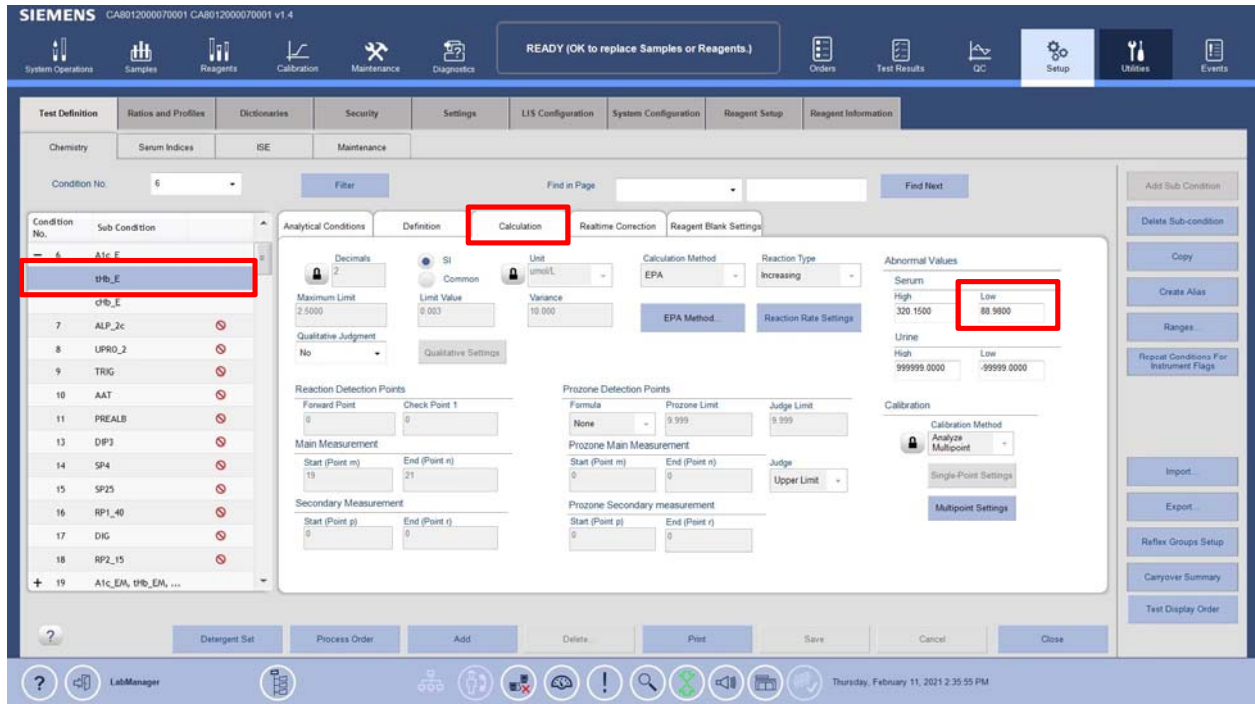 SIEMENS CA8012000070001 CA8012000070001 v1.4
System Operations
Samples
Reagents
Calibration
Maintenance
Diagnostics
READY (OK to replace Samples or Reagents.)
Orders
Test Results
QC
Setup
Utilities
Events
Test Definition
Ratios and Profiles
Dictionaries
Security
Settings
LIS Configuration
System Configuration
Reagent Setup
Reagent Information
Chemistry
Serum Indices
ISE
Maintenance
Condition No.
6
Filter
Find in Page
Find Next
Condition No.
Sub Condition
6 A1c_E
tHb_E
cHb_E
7 ALP_2c
8 UPRO_2
9 TRIG
10 AAT
11 PREALB
13 DIP3
14 SP4
15 SP25
16 RP1_40
17 DIG
18 RP2_15
+ 19 A1c_EM, tHb_EM, ...
Analytical Conditions
Definition
Calculation
Realtime Correction
Reagent Blank Settings
Decimals
2
SI
Common
Unit
umol/L
Calculation Method
EPA
Reaction Type
Increasing
Maximum Limit
2.5000
Limit Value
0.003
Variance
10.000
EPA Method...
Reaction Rate Settings
Qualitative Judgment
No
Qualitative Settings
Reaction Detection Points
Forward Point
0
Check Point 1
0
Main Measurement
Start (Point m)
19
End (Point n)
21
Secondary Measurement
Start (Point p)
0
End (Point r)
0
Prozone Detection Points
Formula
None
Prozone Limit
9.999
Judge Limit
9.999
Prozone Main Measurement
Start (Point m)
0
End (Point n)
0
Judge
Upper Limit
Prozone Secondary measurement
Start (Point p)
0
End (Point r)
0
Abnormal Values
Serum
High
320.1500
Low
88.9800
Urine
High
999999.0000
Low
-99999.0000
Calibration
Calibration Method
Analyze
Multipoint
Single-Point Settings
Multipoint Settings
Add Sub Condition
Delete Sub-condition
Copy
Create Alias
Ranges...
Repeat Conditions For
Instrument Flags
Import...
Export...
Reflex Groups Setup
Carryover Summary
Test Display Order
?
Detergent Set
Process Order
Add
Delete...
Print
Save
Cancel
Close
?
LabManager
!
Thursday, February 11, 2021 2:35:55 PM